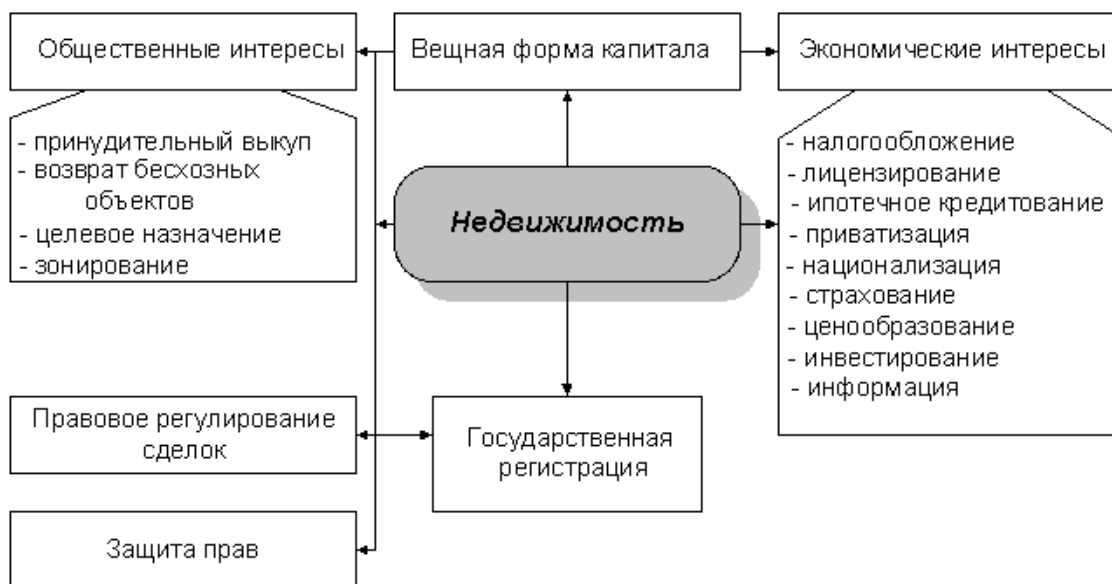 Общественные интересы
Вещная форма капитала
Экономические интересы
- принудительный выкуп
- возврат бесхозных
объектов
- целевое назначение
- зонирование
Недвижимость
- налогообложение
- лицензирование
- ипотечное кредитование
- приватизация
- национализация
- страхование
- ценообразование
- инвестирование
- информация
Правовое регулирование
сделок
Государственная
регистрация
Защита прав